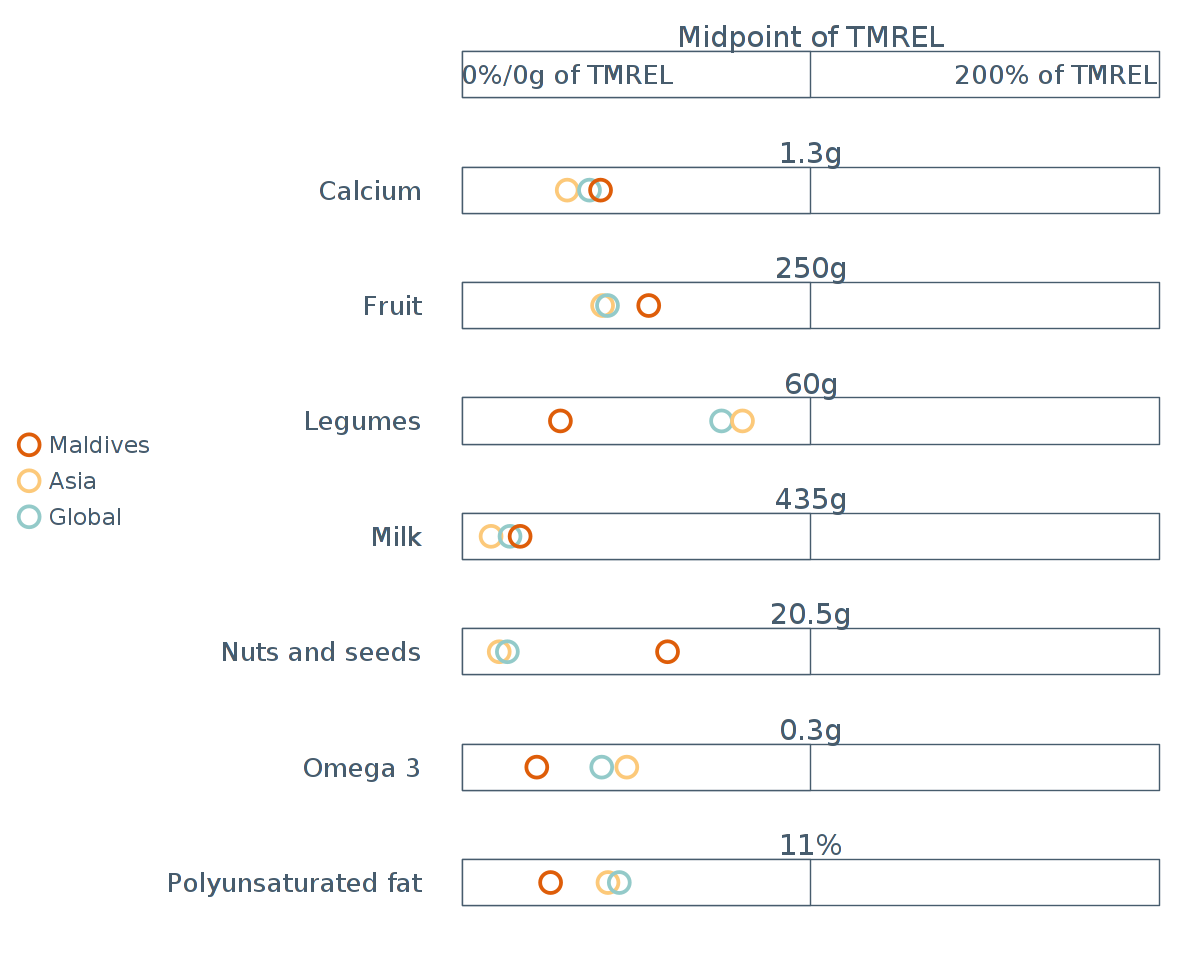 Midpoint of TMREL
0%/0g of TMREL
200% of TMREL
1.3g
Calcium
250g
Fruit
60g
Legumes
Maldives
Asia
435g
Global
Milk
20.5g
Nuts and seeds
0.3g
Omega 3
11%
Polyunsaturated fat